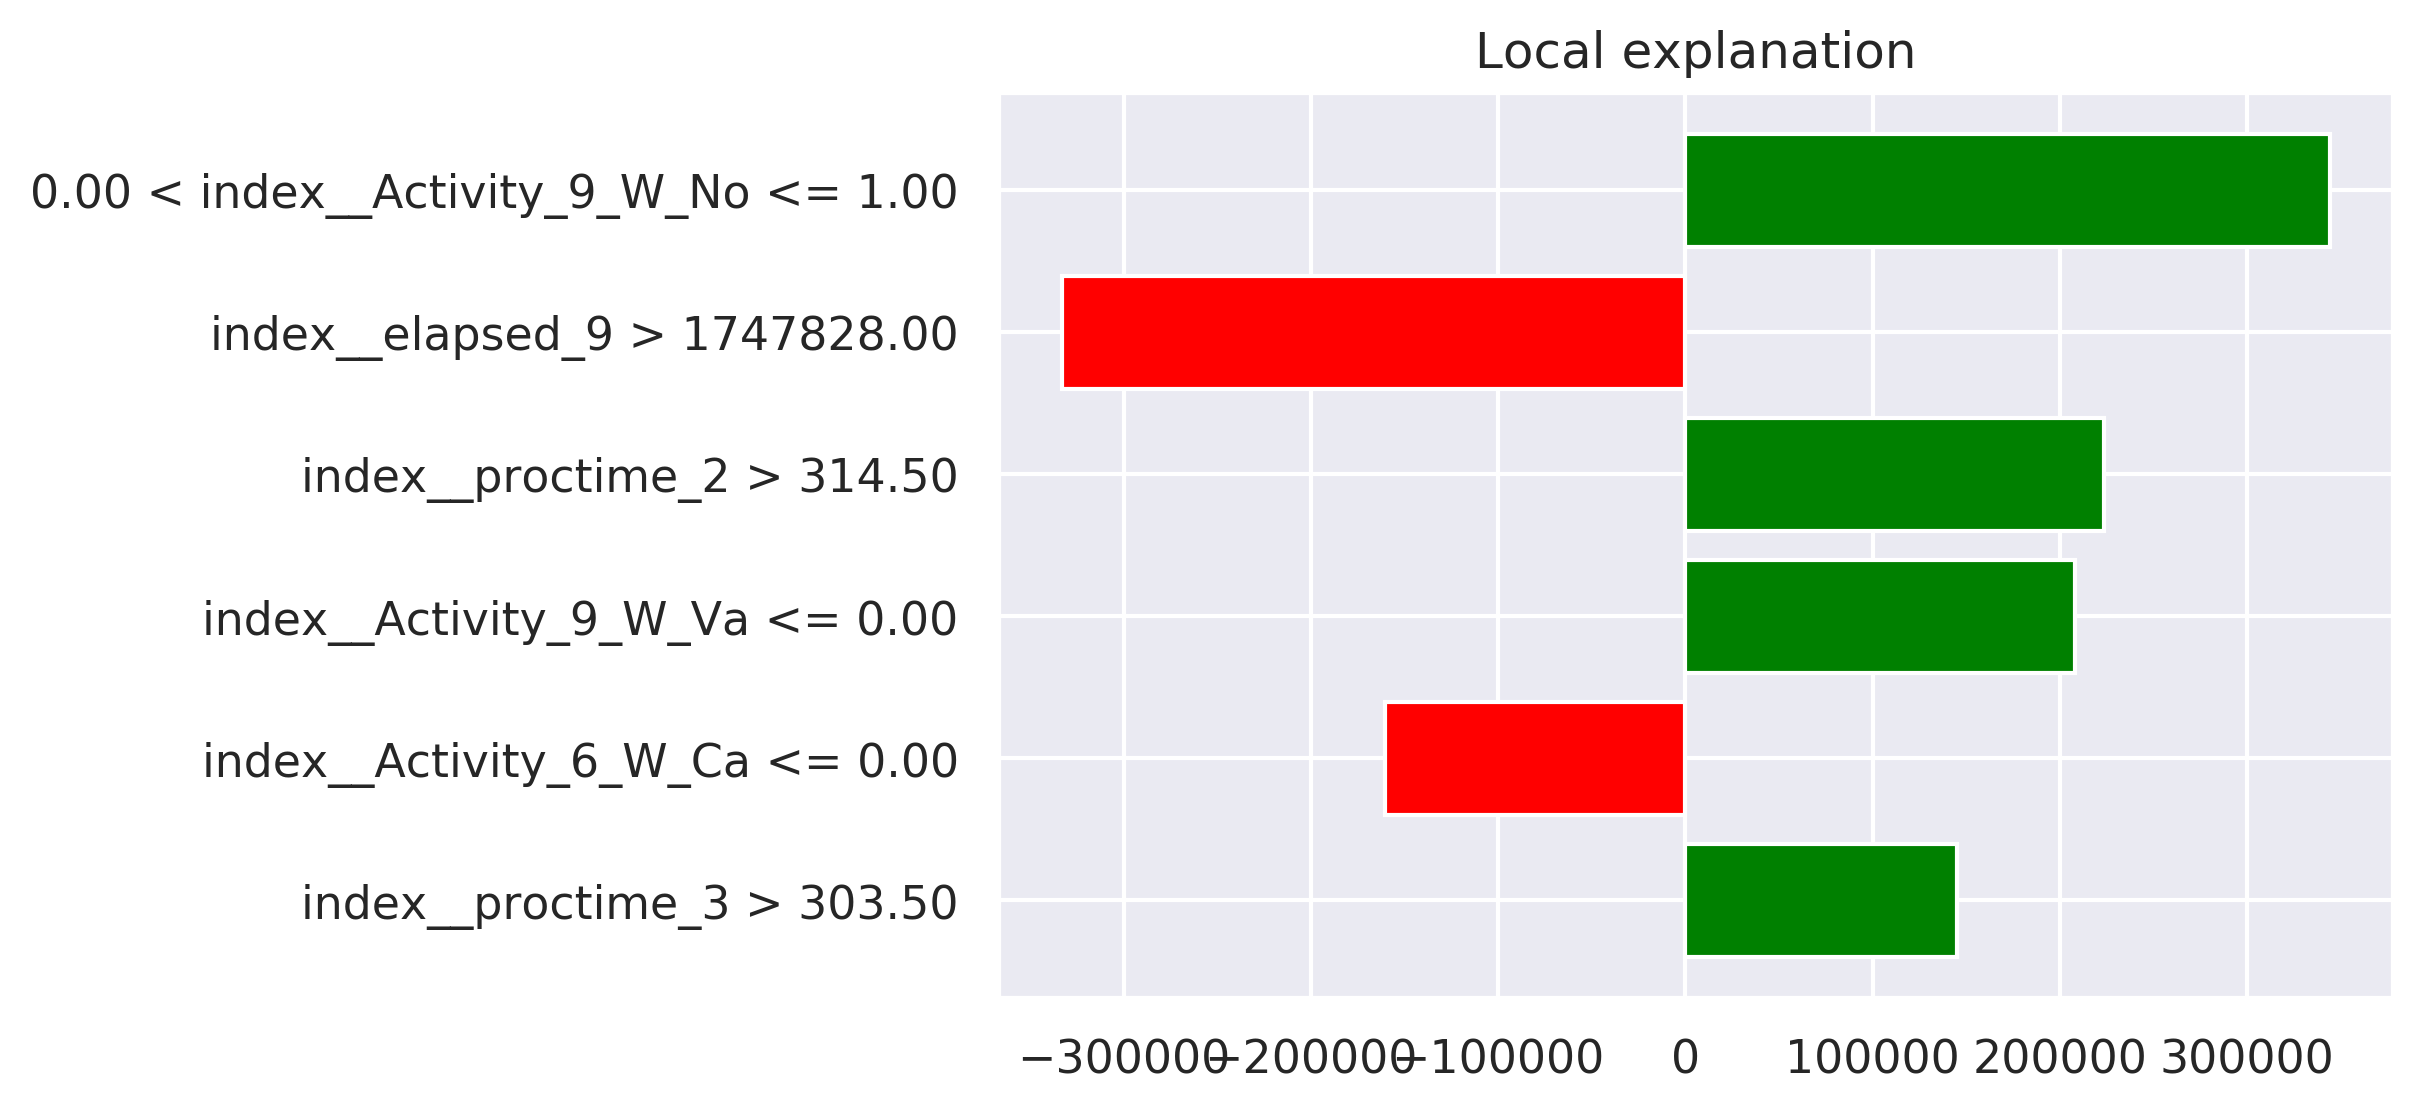 Local explanation
0.00 < index__Activity_9_W_No <= 1.00
index__elapsed_9 > 1747828.00
index__proctime_2 > 314.50
index__Activity_9_W_Va <= 0.00
index__Activity_6_W_Ca <= 0.00
index__proctime_3 > 303.50
−300000 −200000 −100000 0 100000 200000 300000